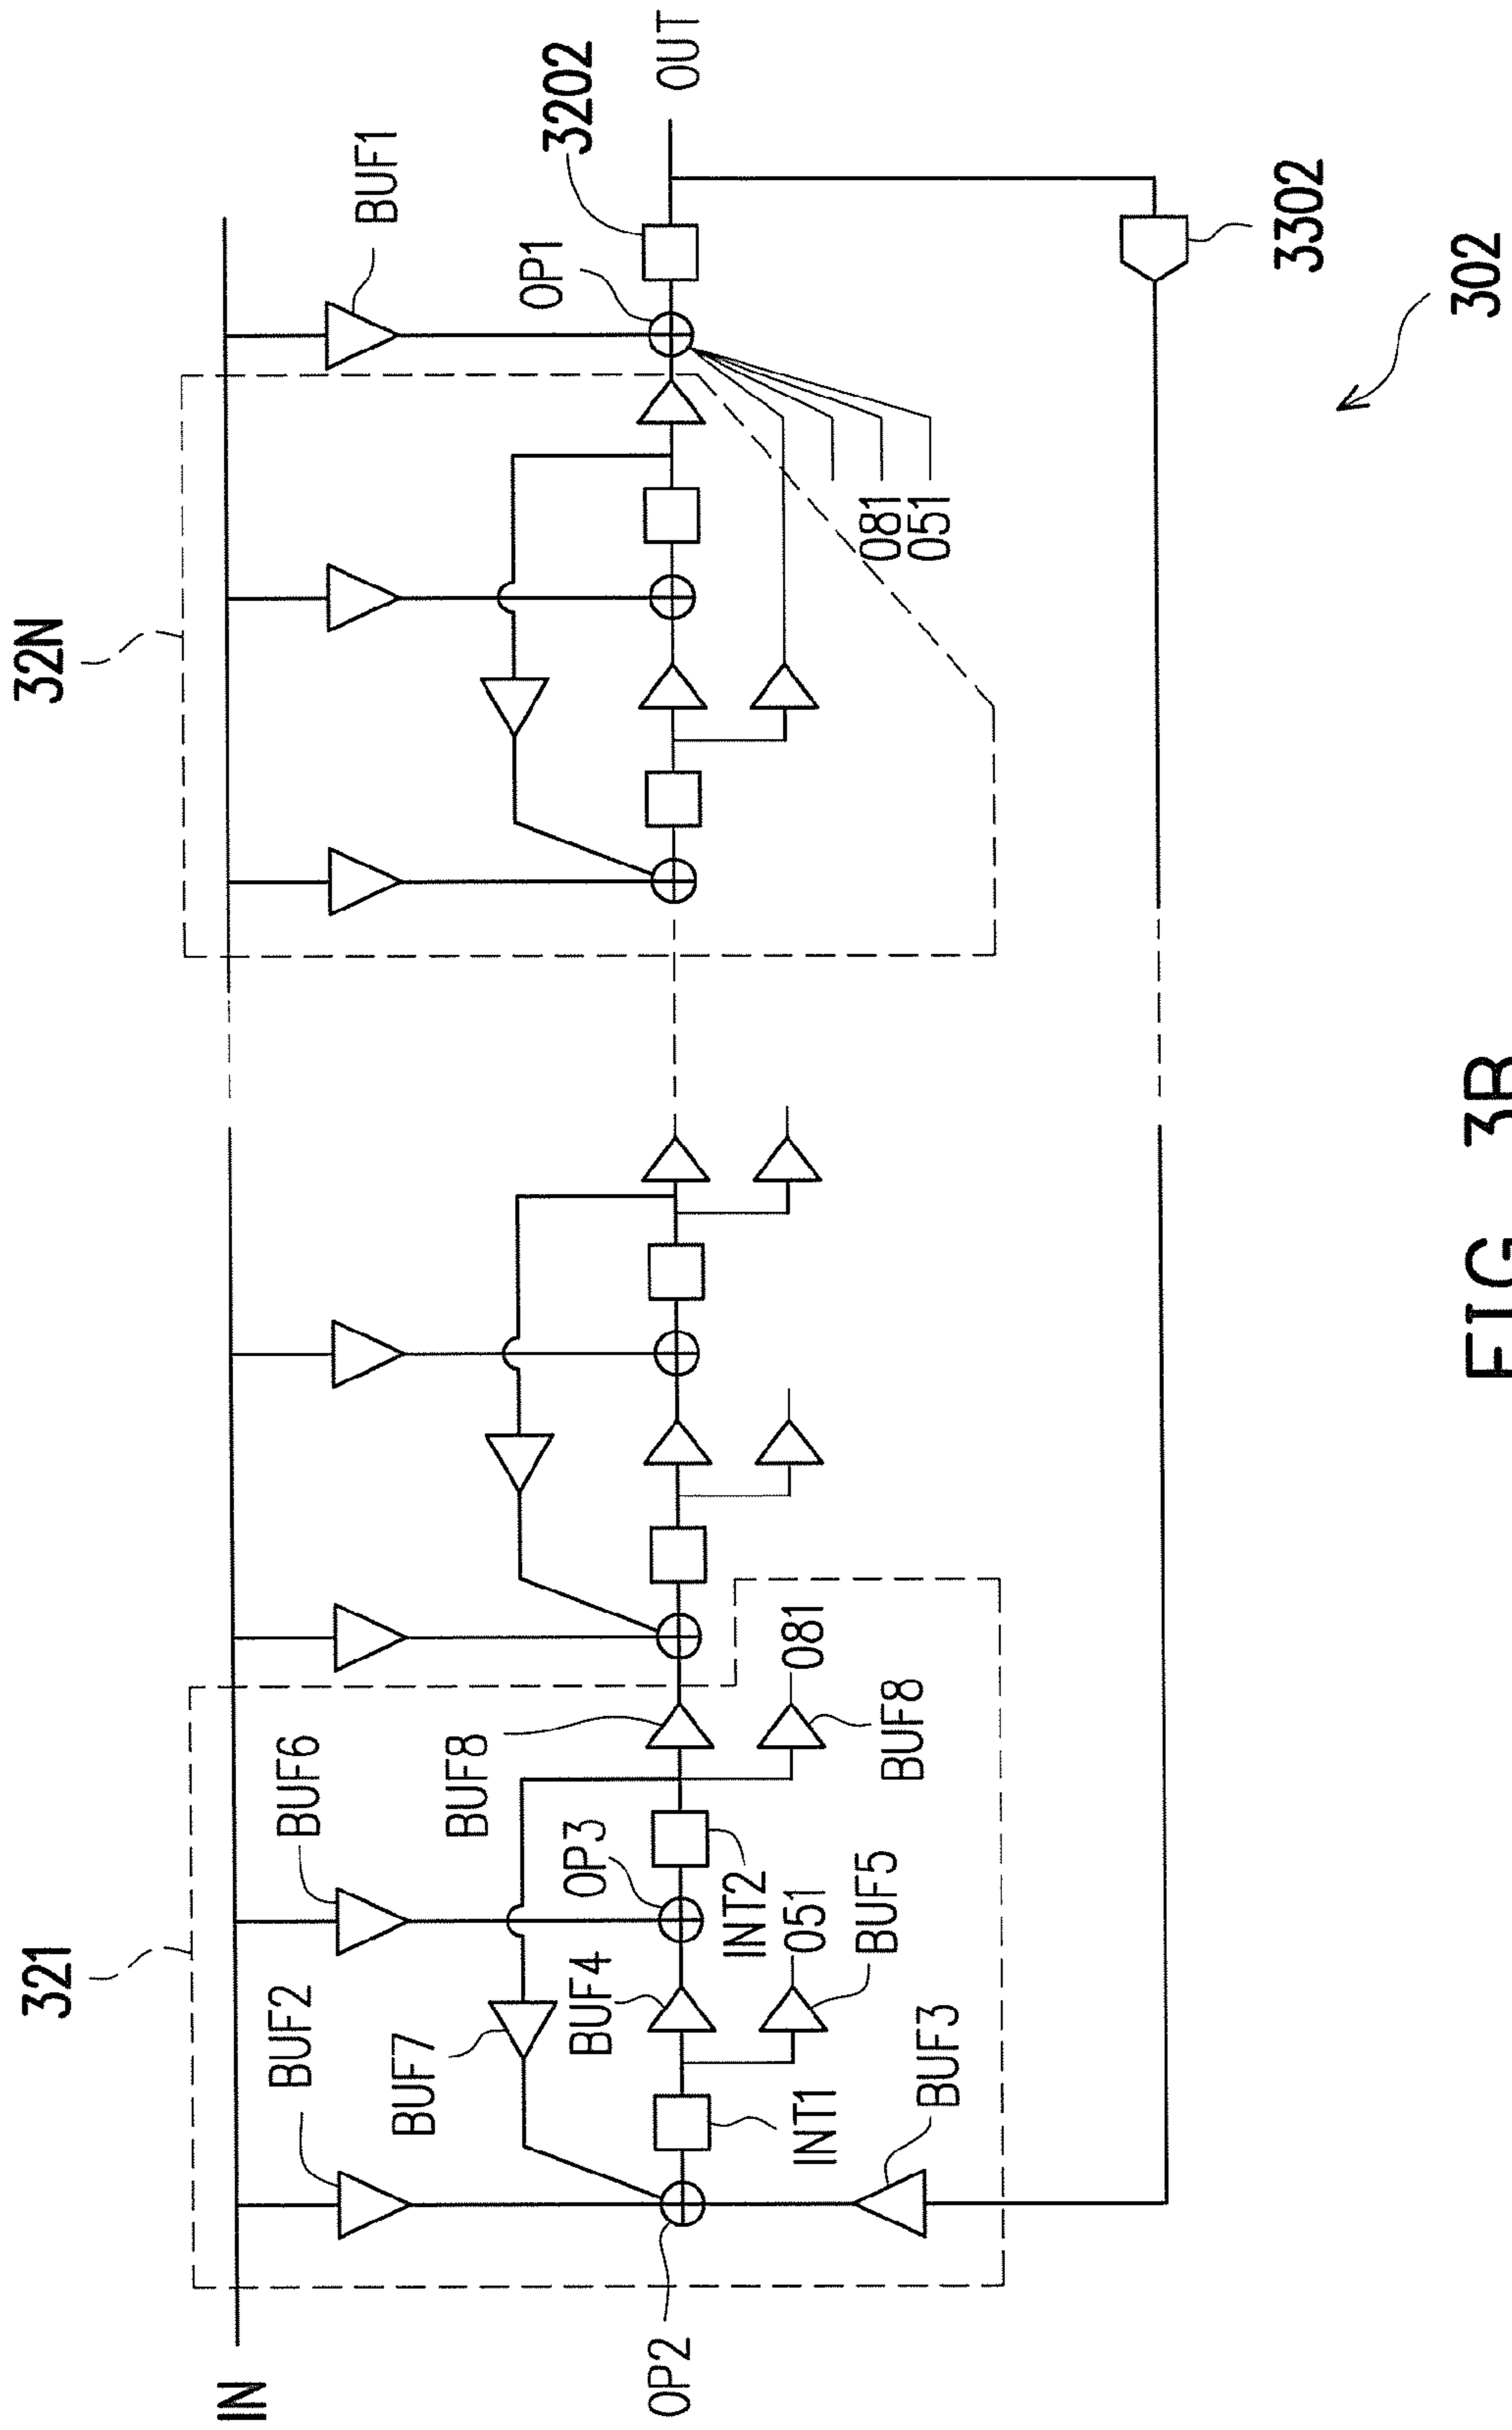 IN
321
32N
BUF2
BUF6
BUF1
BUF7
BUF8
OP1
3202
OUT
OP2
BUF4
OP3
INT1
INT2
051
081
BUF5
BUF8
BUF3
081
051
3302
302
FIG. 3B